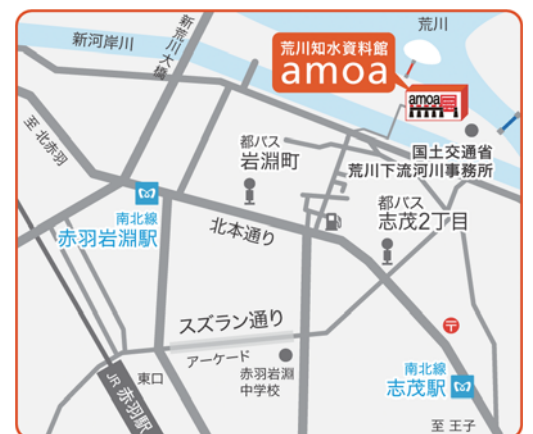 荒川
新荒川大橋
新河岸川
荒川知水資料館
amoa
amoa
至 北赤羽
都バス
岩淵町
国土交通省
荒川下流河川事務所
南北線
赤羽岩淵駅
北本通り
都バス
志茂2丁目
スズラン通り
アーケード
赤羽岩淵
中学校
東口
JR 赤羽駅
南北線
志茂駅
至 王子